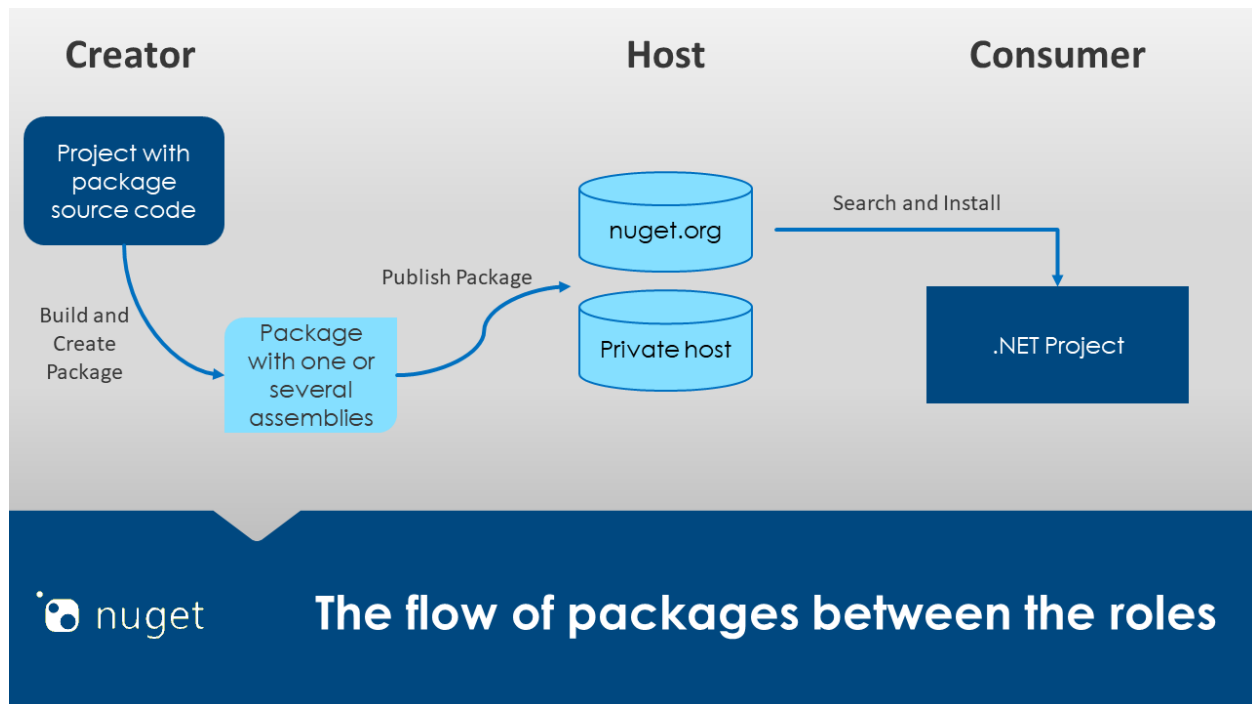 Creator
Host
Consumer
Project with
package
source code
nuget.org
Search and Install
Publish Package
Build and
Create
Package
Package
with one or
several
assemblies
Private host
.NET Project
nuget
The flow of packages between the roles